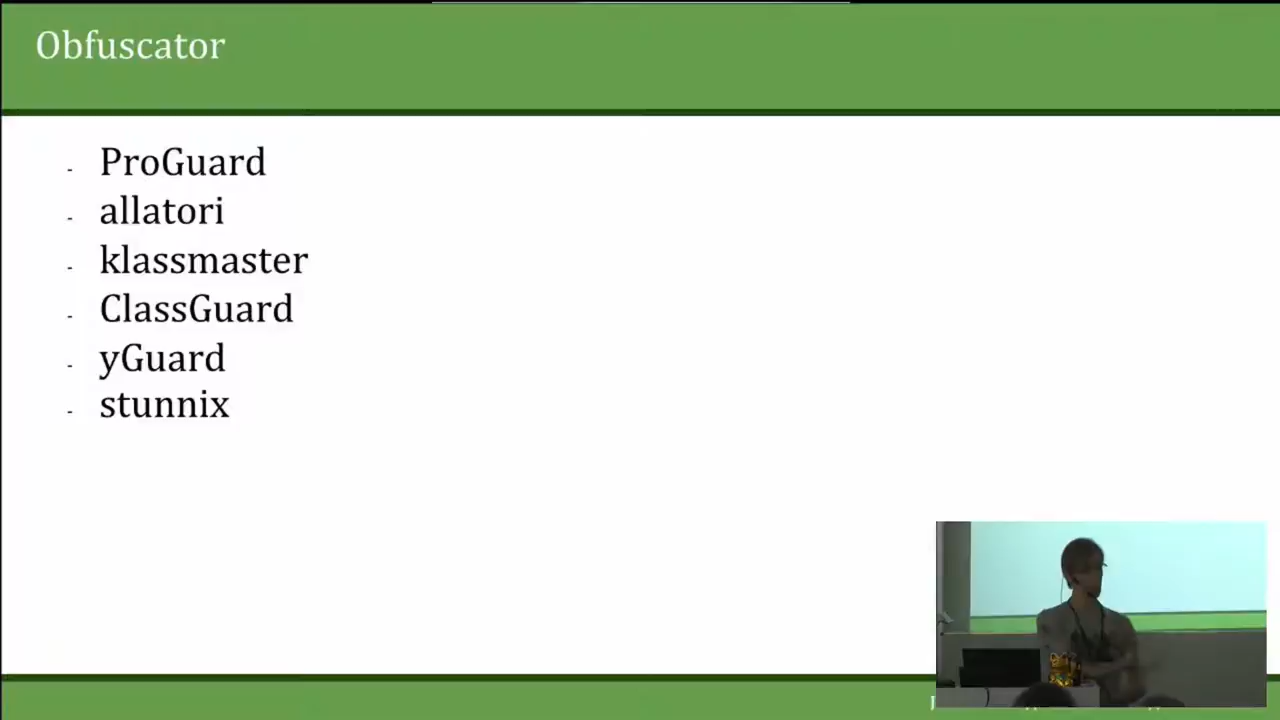 Obfuscator
- ProGuard
- allatori
- klassmaster
- ClassGuard
- yGuard
- stunnix